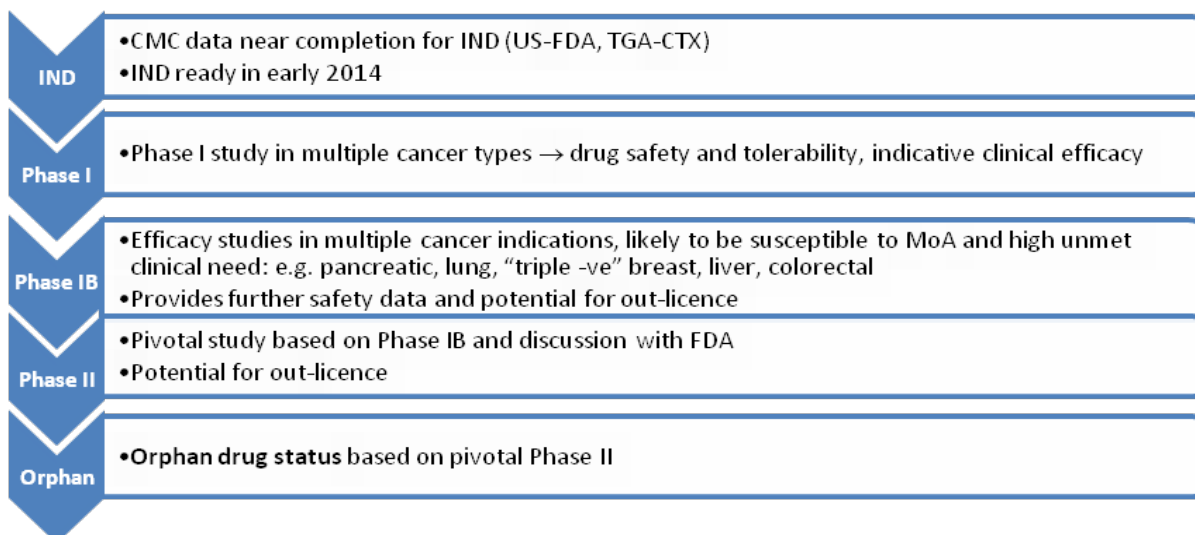 IND
•CMC data near completion for IND (US-FDA, TGA-CTX)
•IND ready in early 2014
Phase I
•Phase I study in multiple cancer types → drug safety and tolerability, indicative clinical efficacy
Phase IB
•Efficacy studies in multiple cancer indications, likely to be susceptible to MoA and high unmet
clinical need: e.g. pancreatic, lung, “triple -ve” breast, liver, colorectal
•Provides further safety data and potential for out-licence
Phase II
•Pivotal study based on Phase IB and discussion with FDA
•Potential for out-licence
Orphan
•Orphan drug status based on pivotal Phase II